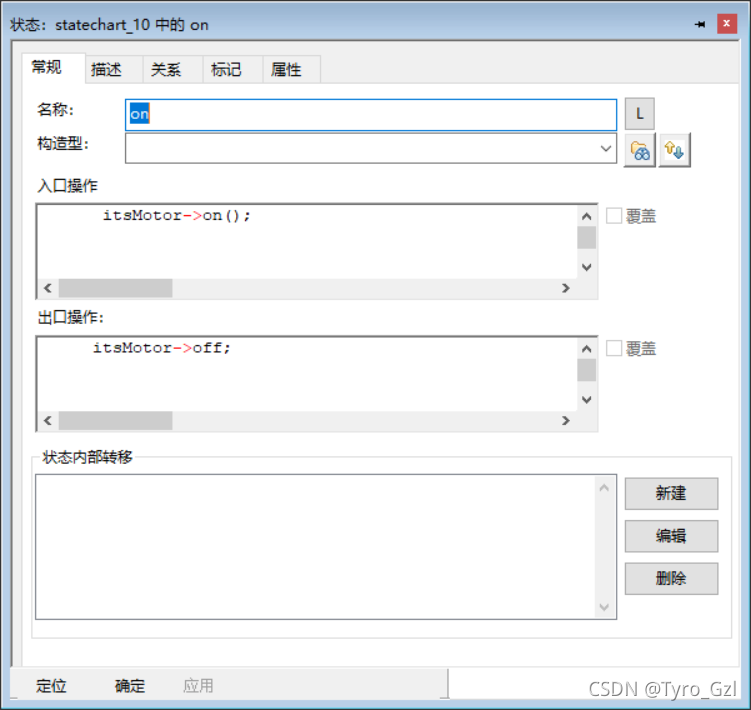 状态：statechart_10 中的 on
常规 描述 关系 标记 属性
名称: on L
构造型:
入口操作
itsMotor->on(); 覆盖
出口操作:
itsMotor->off; 覆盖
状态内部转移
新建
编辑
删除
定位 确定 应用
CSDN @Tyro_Gzl